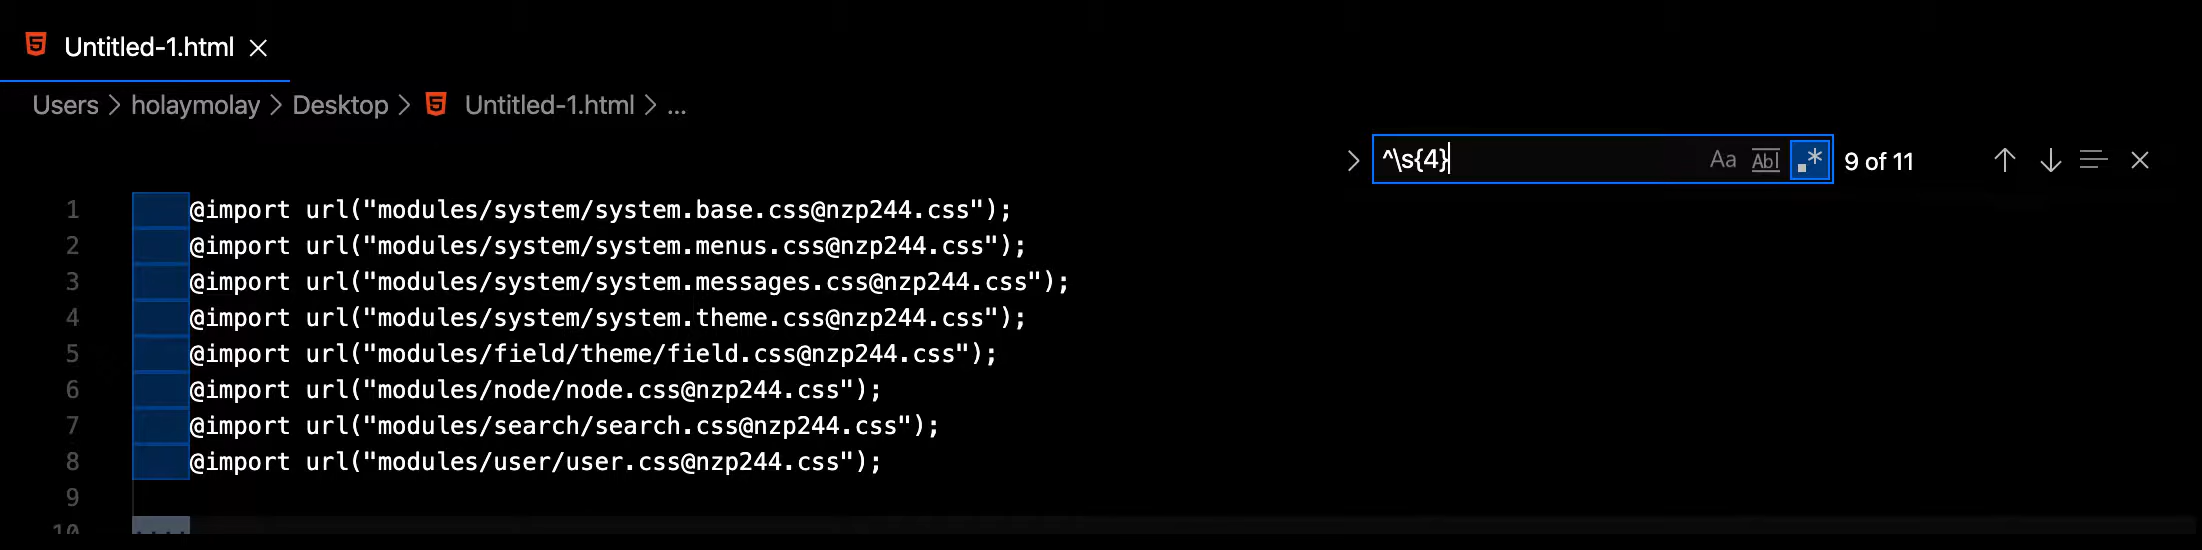 Untitled-1.html
Users > holaymolay > Desktop > Untitled-1.html > ...
^\s{4} Aa Abl .* 9 of 11
1 @import url("modules/system/system.base.css@nzp244.css");
2 @import url("modules/system/system.menus.css@nzp244.css");
3 @import url("modules/system/system.messages.css@nzp244.css");
4 @import url("modules/system/system.theme.css@nzp244.css");
5 @import url("modules/field/theme/field.css@nzp244.css");
6 @import url("modules/node/node.css@nzp244.css");
7 @import url("modules/search/search.css@nzp244.css");
8 @import url("modules/user/user.css@nzp244.css");
9
10